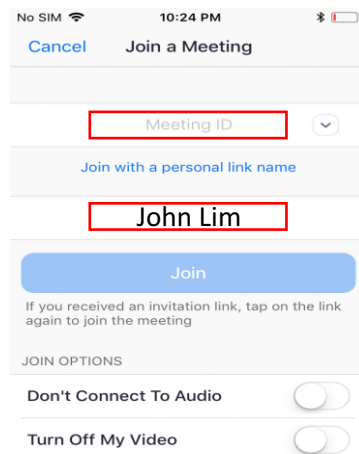 No SIM 10:24 PM
Cancel Join a Meeting
Meeting ID
Join with a personal link name
John Lim
Join
If you received an invitation link, tap on the link
again to join the meeting
JOIN OPTIONS
Don't Connect To Audio
Turn Off My Video